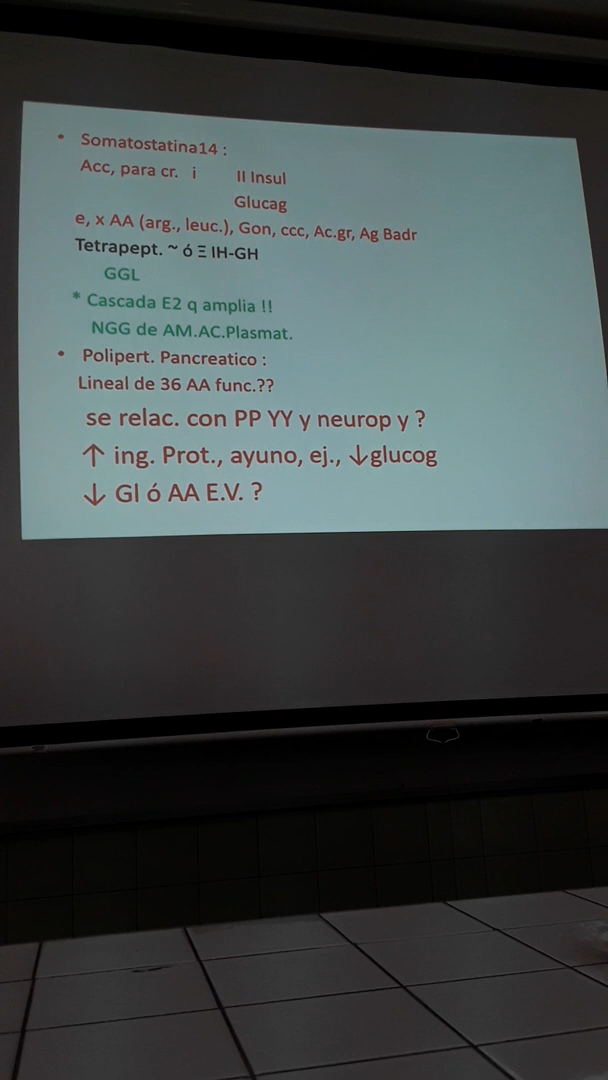 • Somatostatina14 :
Acc, para cr. i II Insul
Glucag
e, x AA (arg., leuc.), Gon, ccc, Ac.gr, Ag Badr
Tetrapept. ~ ó Ξ IH-GH
GGL
* Cascada E2 q amplia !!
NGG de AM.AC.Plasmat.
• Polipert. Pancreatico :
Lineal de 36 AA func.??
se relac. con PP YY y neurop y ?
↑ ing. Prot., ayuno, ej., ↓glucog
↓ Gl ó AA E.V. ?